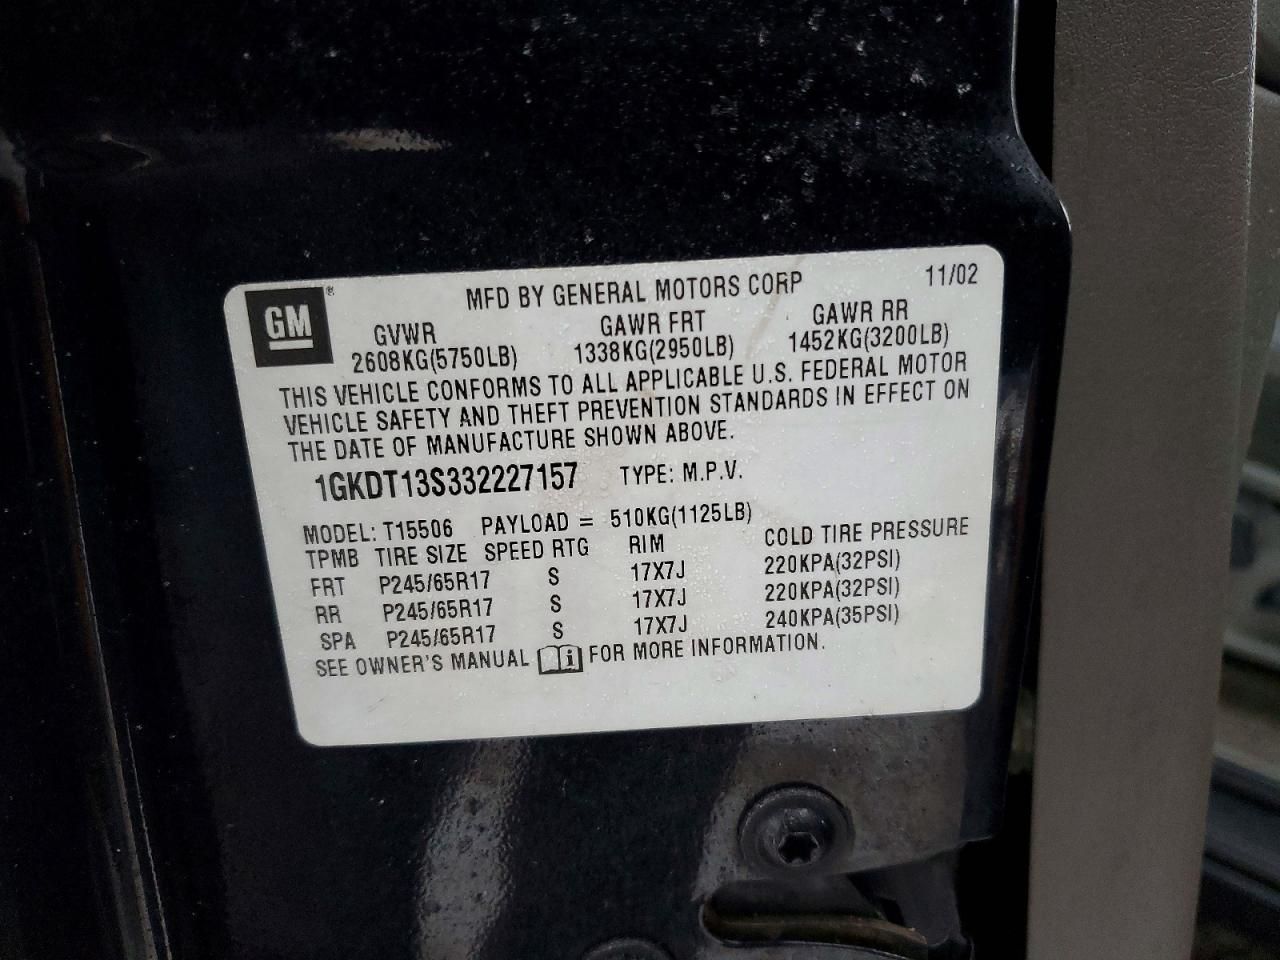 GM ®
MFD BY GENERAL MOTORS CORP 11/02
GVWR GAWR FRT GAWR RR
2608KG(5750LB) 1338KG(2950LB) 1452KG(3200LB)
THIS VEHICLE CONFORMS TO ALL APPLICABLE U.S. FEDERAL MOTOR
VEHICLE SAFETY AND THEFT PREVENTION STANDARDS IN EFFECT ON
THE DATE OF MANUFACTURE SHOWN ABOVE.
1GKDT13S332227157 TYPE: M.P.V.
MODEL: T15506 PAYLOAD = 510KG(1125LB)
TPMB TIRE SIZE SPEED RTG RIM COLD TIRE PRESSURE
FRT P245/65R17 S 17X7J 220KPA(32PSI)
RR P245/65R17 S 17X7J 220KPA(32PSI)
SPA P245/65R17 S 17X7J 240KPA(35PSI)
SEE OWNER'S MANUAL i FOR MORE INFORMATION.